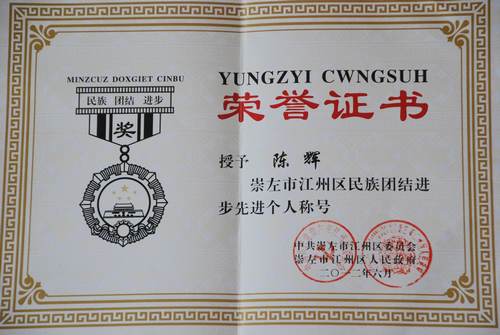 MINZCUZ DOXGIET CINBU
民族 团结 进步
奖
YUNGZYI CWNGSUH
荣誉证书
授予 陈辉
崇左市江州区民族团结进
步先进个人称号
中共崇左市江州区委员会
崇左市江州区人民政府
二〇一二年六月